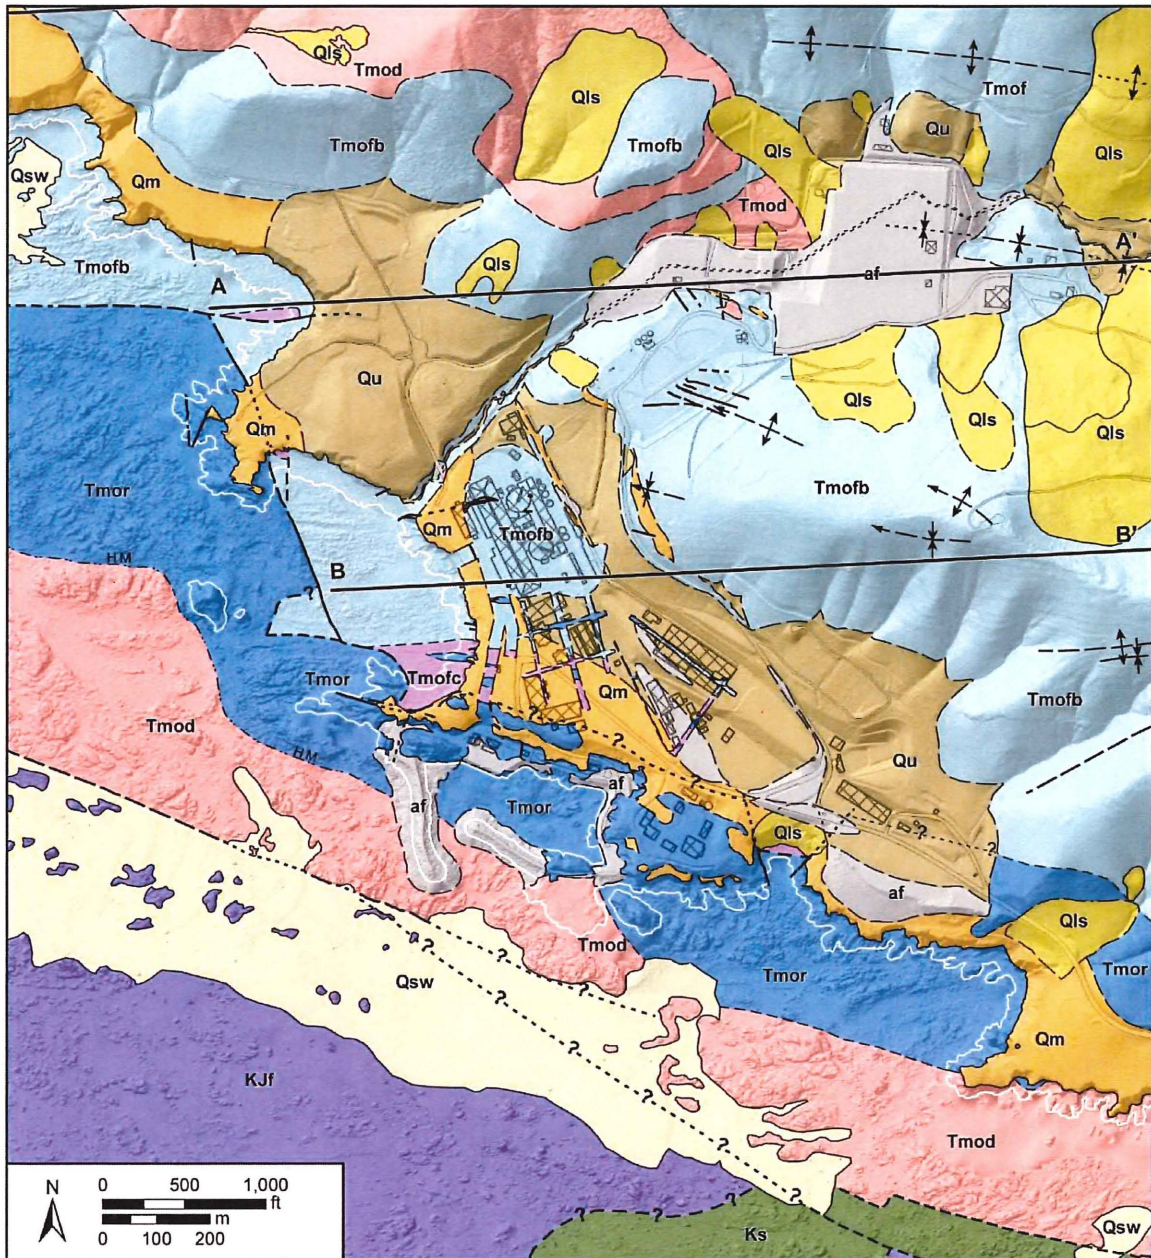 Qls
Tmod
Tmof
Qls
Qu
Tmofb
Tmofb
Qls
Qls
Qsw
Qm
Tmod
A'
Tmofb
Qls
af
A
Qu
Qls
Qls
Qls
Qm
Tmor
Tmofb
Qm
Tmofb
B'
HM
B
?
Tmor
Tmofc
Qm
Tmofb
Tmod
?
HM
?
Qu
af
af
Tmor
Qls
?
?
af
Qls
?
Tmod
Tmor
Tmor
Qsw
?
?
?
Qm
KJf
?
?
Tmod
N
0 500 1,000
ft
m
0 100 200
?
?
?
?
Ks
Qsw